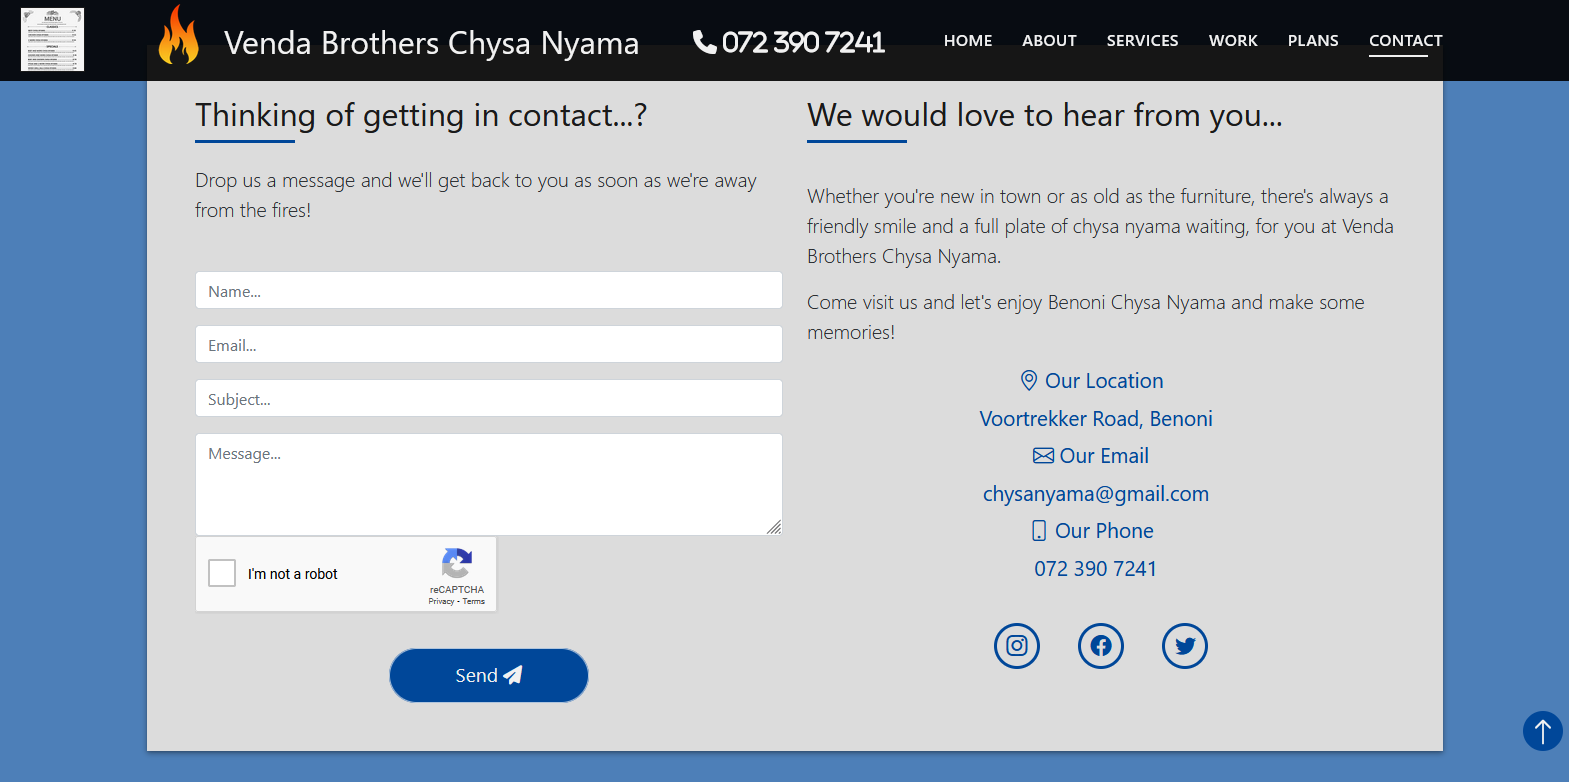 MENU
Venda Brothers Chysa Nyama
072 390 7241
HOME
ABOUT
SERVICES
WORK
PLANS
CONTACT
Thinking of getting in contact...?
Drop us a message and we'll get back to you as soon as we're away
from the fires!
Name...
Email...
Subject...
Message...
I'm not a robot
reCAPTCHA
Privacy - Terms
Send
We would love to hear from you...
Whether you're new in town or as old as the furniture, there's always a
friendly smile and a full plate of chysa nyama waiting, for you at Venda
Brothers Chysa Nyama.
Come visit us and let's enjoy Benoni Chysa Nyama and make some
memories!
Our Location
Voortrekker Road, Benoni
Our Email
chysanyama@gmail.com
Our Phone
072 390 7241